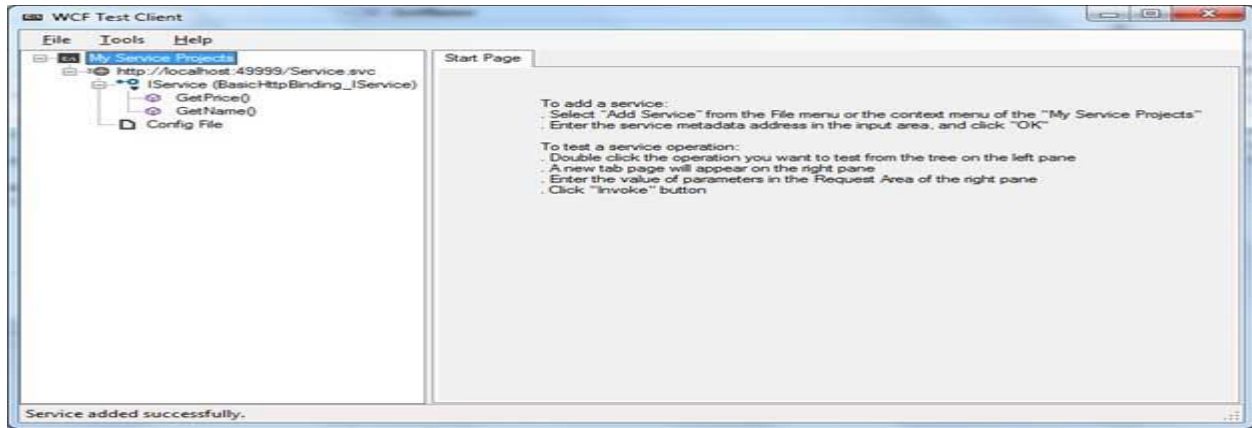 WCF Test Client
File Tools Help
My Service Projects
http://localhost:49999/Service.svc
IService (BasicHttpBinding_IService)
GetPrice()
GetName()
Config File
Start Page
To add a service:
. Select "Add Service" from the File menu or the context menu of the "My Service Projects"
. Enter the service metadata address in the input area, and click "OK"
To test a service operation:
. Double click the operation you want to test from the tree on the left pane
. A new tab page will appear on the right pane
. Enter the value of parameters in the Request Area of the right pane
. Click "Invoke" button
Service added successfully.